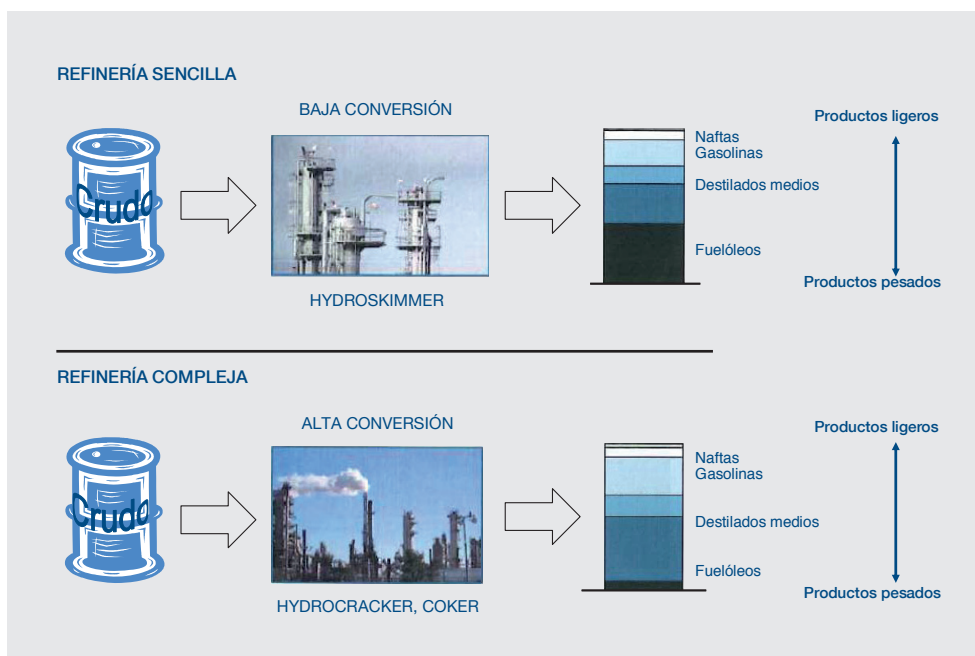 REFINERÍA SENCILLA
BAJA CONVERSIÓN
Crudo
HYDROSKIMMER
Naftas
Gasolinas
Destilados medios
Fuelóleos
Productos ligeros
Productos pesados
REFINERÍA COMPLEJA
ALTA CONVERSIÓN
Crudo
HYDROCRACKER, COKER
Naftas
Gasolinas
Destilados medios
Fuelóleos
Productos ligeros
Productos pesados